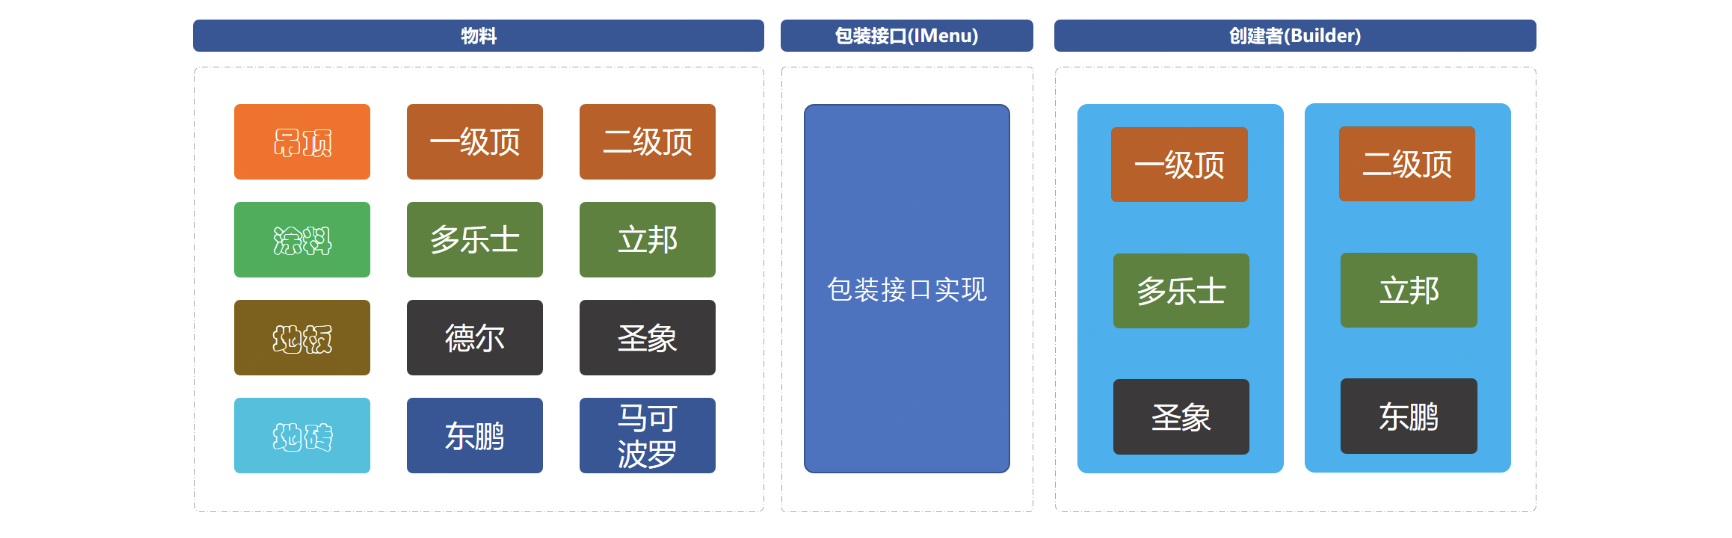 物料
包装接口(IMenu)
创建者(Builder)
吊顶
一级顶
二级顶
涂料
多乐士
立邦
地板
德尔
圣象
地砖
东鹏
马可
波罗
包装接口实现
一级顶
多乐士
圣象
二级顶
立邦
东鹏